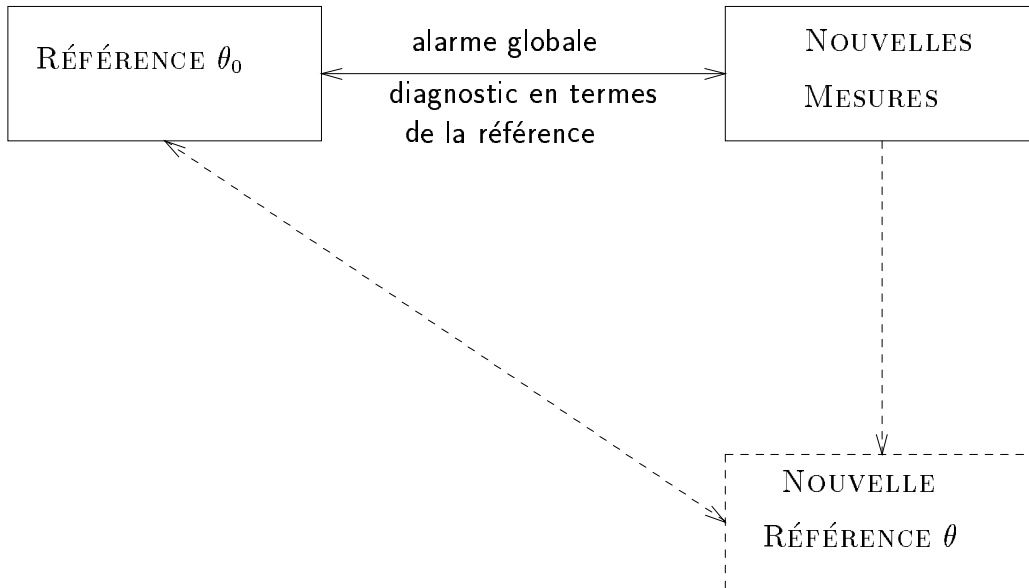 RÉFÉRENCE θ₀
alarme globale
diagnostic en termes
de la référence
NOUVELLES
MESURES
NOUVELLE
RÉFÉRENCE θ